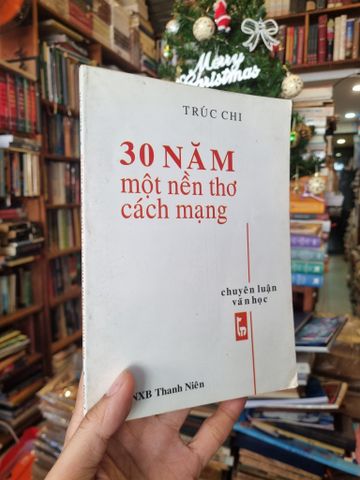 Merry
Christmas
TRÚC CHI
30 NĂM
một nền thơ
cách mạng
chuyên luận
văn học
NXB Thanh Niên